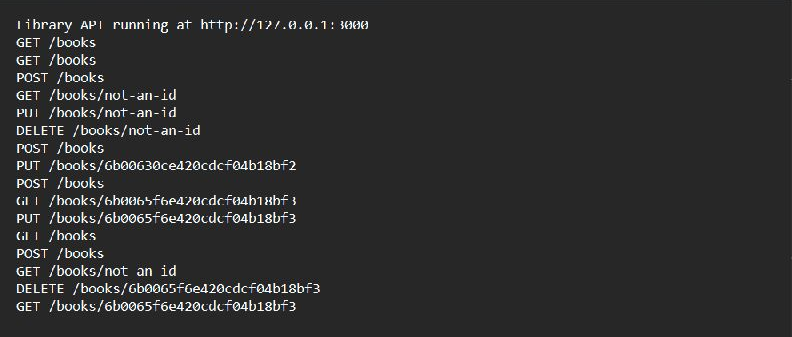 Library API running at http://127.0.0.1:3000
GET /books
GET /books
POST /books
GET /books/not-an-id
PUT /books/not-an-id
DELETE /books/not-an-id
POST /books
PUT /books/6b00630ce420cdcf04b18bf2
POST /books
GET /books/6b0065f6e420cdcf04b18bf3
PUT /books/6b0065f6e420cdcf04b18bf3
GET /books
POST /books
GET /books/not an id
DELETE /books/6b0065f6e420cdcf04b18bf3
GET /books/6b0065f6e420cdcf04b18bf3